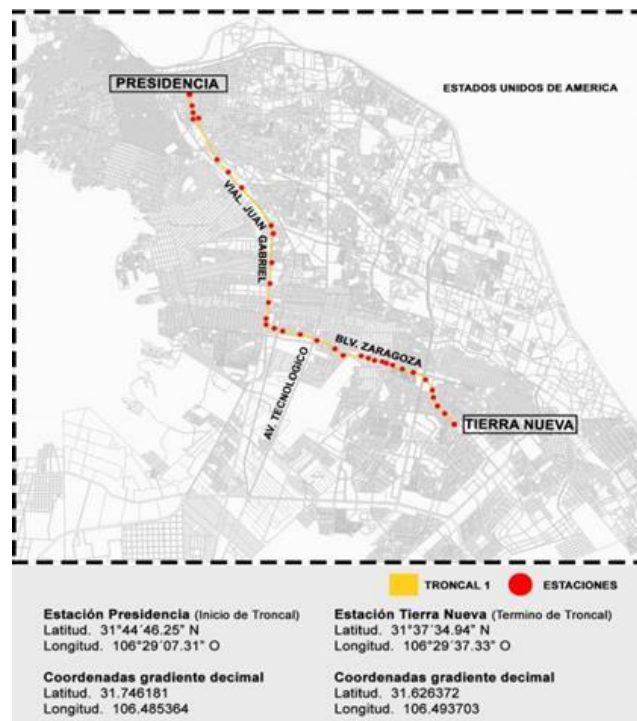 PRESIDENCIA
ESTADOS UNIDOS DE AMERICA
VIAL. JUAN GABRIEL
BLV. ZARAGOZA
AV. TECNOLOGICO
TIERRA NUEVA
TRONCAL 1
ESTACIONES
Estación Presidencia (Inicio de Troncal)
Latitud. 31°44´46.25" N
Longitud. 106°29´07.31" O
Coordenadas gradiente decimal
Latitud. 31.746181
Longitud. 106.485364
Estación Tierra Nueva (Termino de Troncal)
Latitud. 31°37´34.94" N
Longitud. 106°29´37.33" O
Coordenadas gradiente decimal
Latitud. 31.626372
Longitud. 106.493703